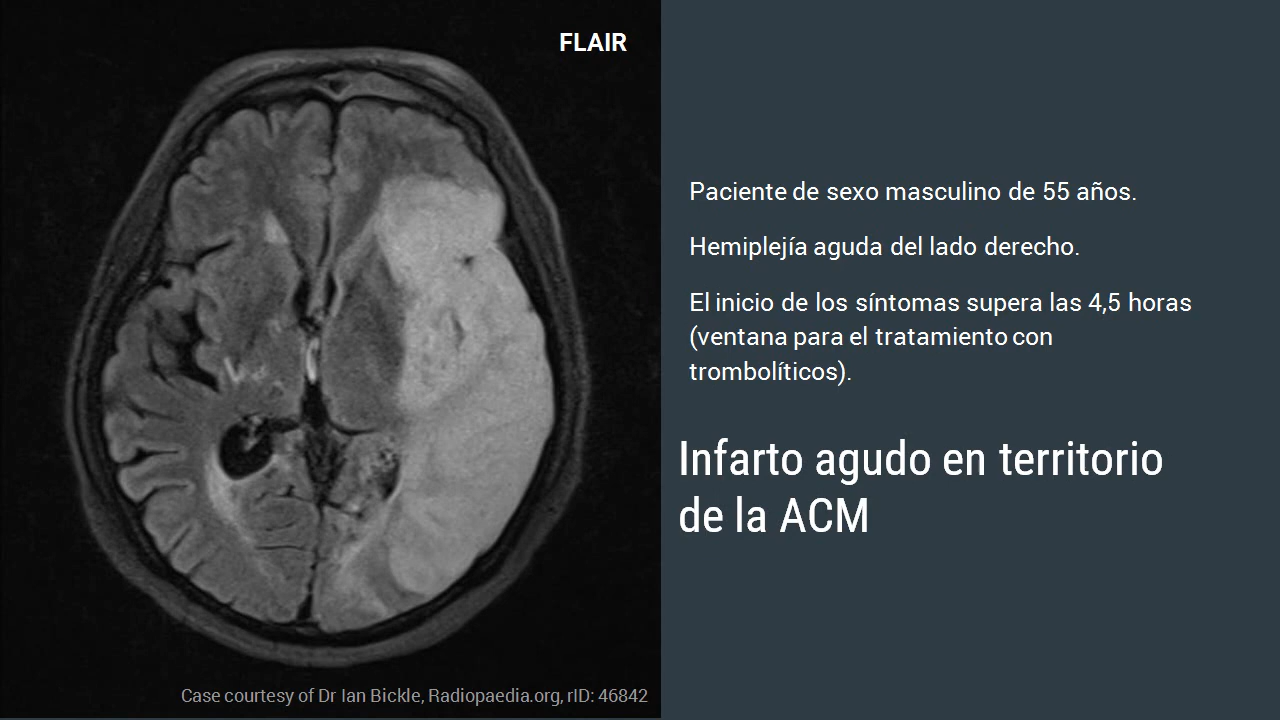 FLAIR
Paciente de sexo masculino de 55 años.
Hemiplejía aguda del lado derecho.
El inicio de los síntomas supera las 4,5 horas
(ventana para el tratamiento con
trombolíticos).
Infarto agudo en territorio
de la ACM
Case courtesy of Dr Ian Bickle, Radiopaedia.org, rID: 46842